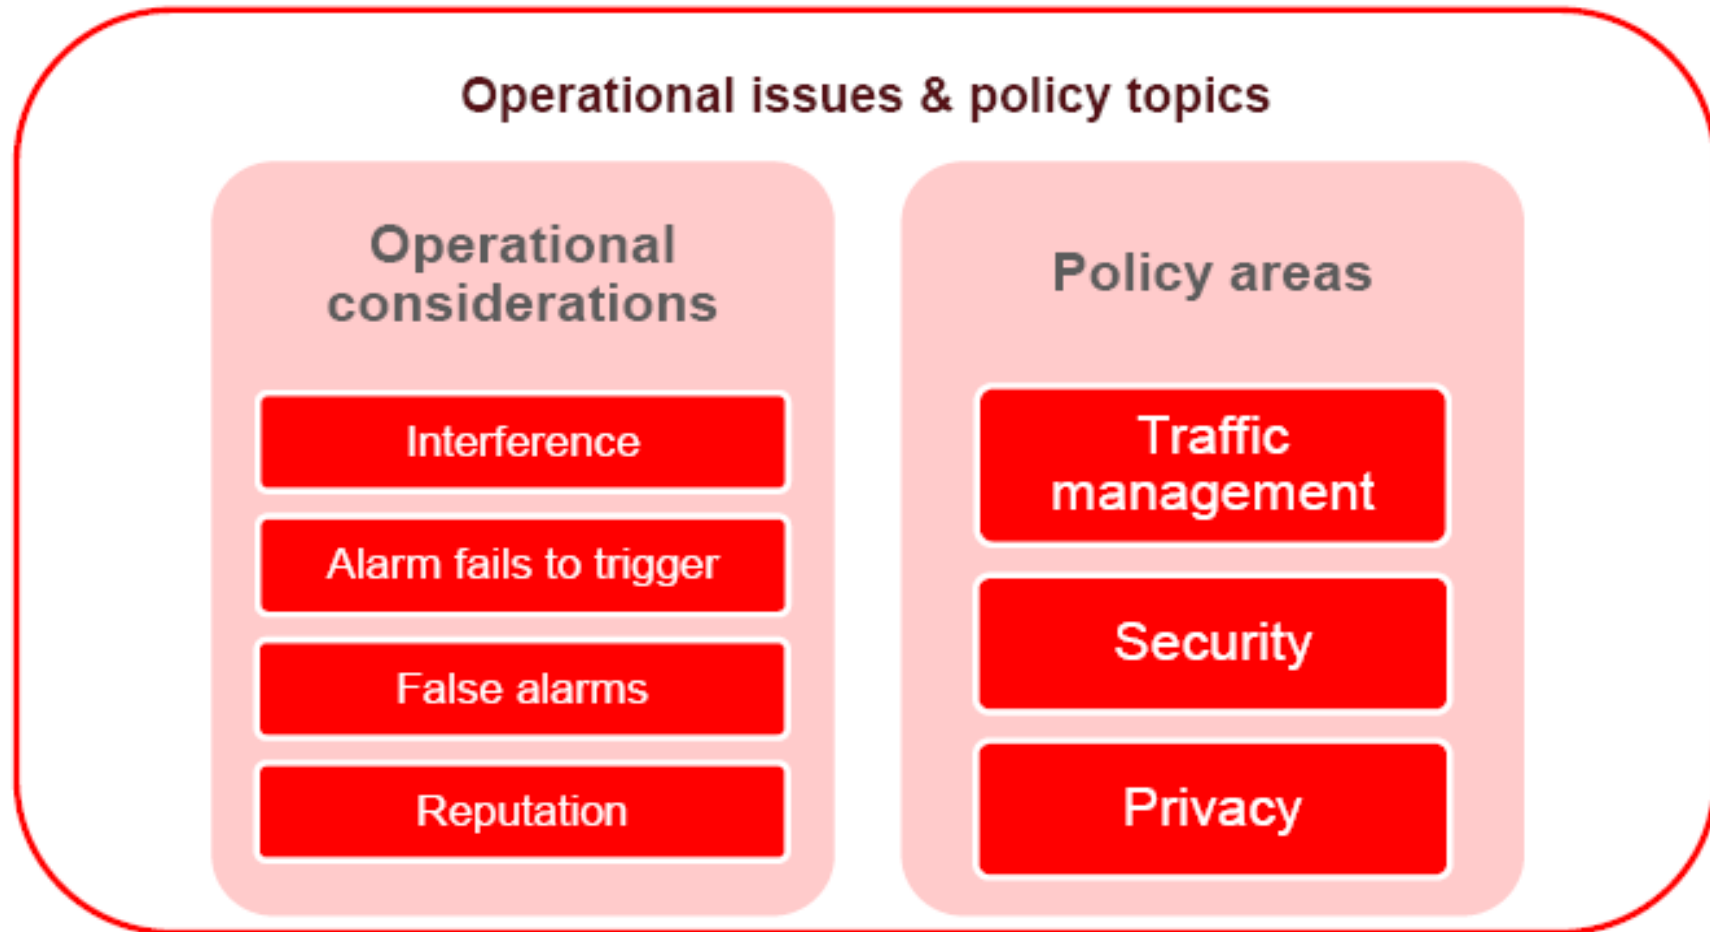 Operational issues & policy topics
Operational
considerations
Interference
Alarm fails to trigger
False alarms
Reputation
Policy areas
Traffic
management
Security
Privacy